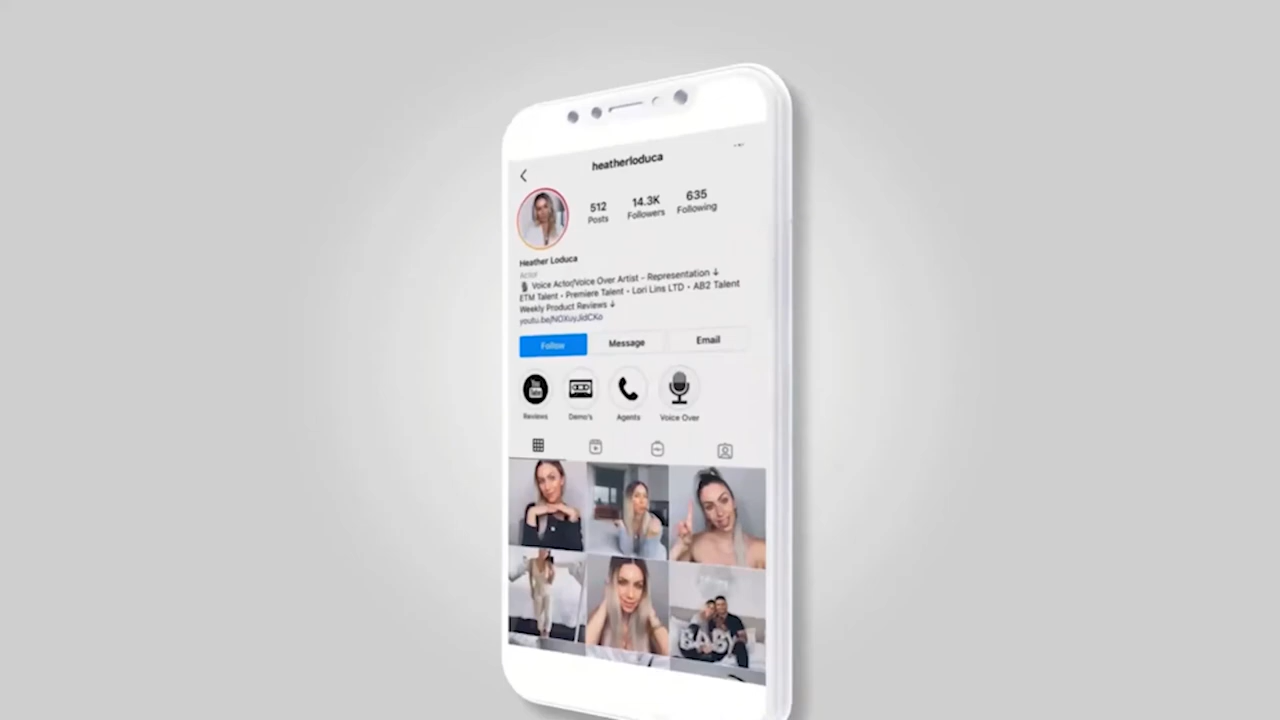 heatherloduca
512 14.3K 635
Posts Followers Following
Heather Loduca
Actor
Voice Actor/Voice Over Artist - Representation ↓
ETM Talent • Premiere Talent • Lori Lins LTD • AB2 Talent
Weekly Product Reviews ↓
youtu.be/NOXuyJidCKo
Follow Message Email
You
Tube
Reviews Demo's Agents Voice Over
BABY